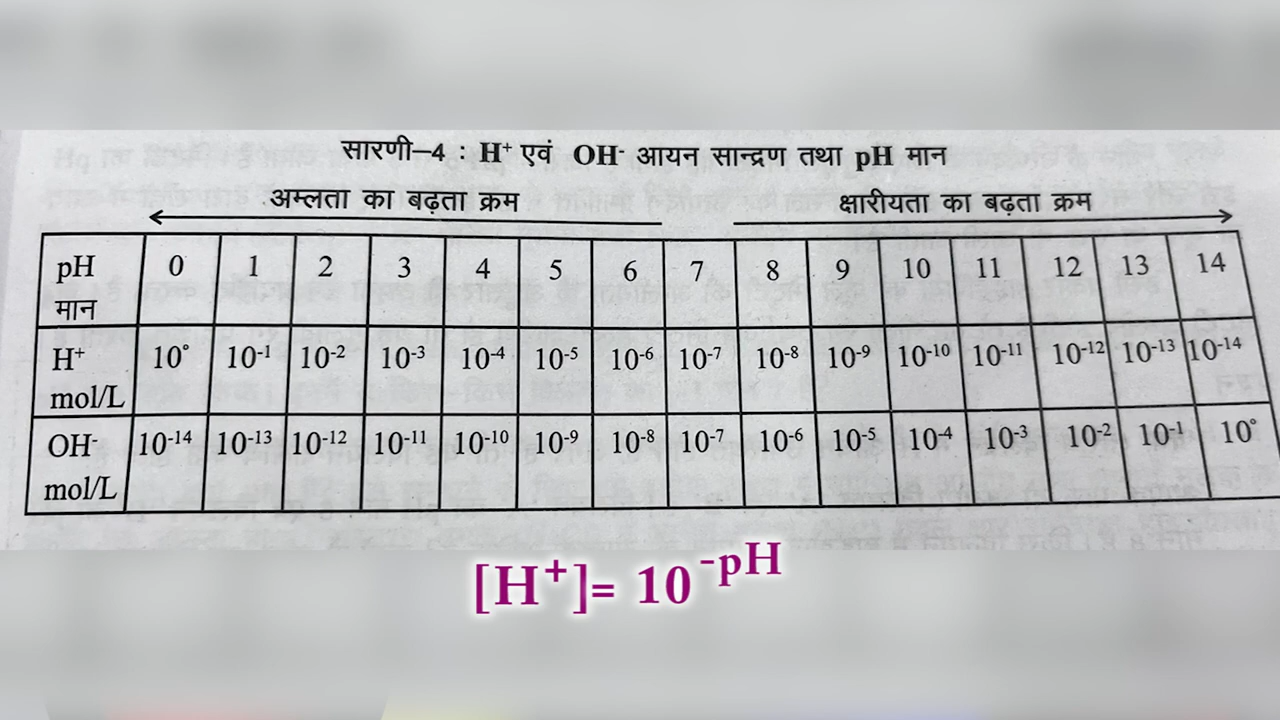 सारणी–4 : H⁺ एवं OH⁻ आयन सान्द्रण तथा pH मान
अम्लता का बढ़ता क्रम क्षारीयता का बढ़ता क्रम
pH मान 0 1 2 3 4 5 6 7 8 9 10 11 12 13 14
H⁺ mol/L 10° 10⁻¹ 10⁻² 10⁻³ 10⁻⁴ 10⁻⁵ 10⁻⁶ 10⁻⁷ 10⁻⁸ 10⁻⁹ 10⁻¹⁰ 10⁻¹¹ 10⁻¹² 10⁻¹³ 10⁻¹⁴
OH⁻ mol/L 10⁻¹⁴ 10⁻¹³ 10⁻¹² 10⁻¹¹ 10⁻¹⁰ 10⁻⁹ 10⁻⁸ 10⁻⁷ 10⁻⁶ 10⁻⁵ 10⁻⁴ 10⁻³ 10⁻² 10⁻¹ 10°
[H⁺]= 10⁻ᵖᴴ